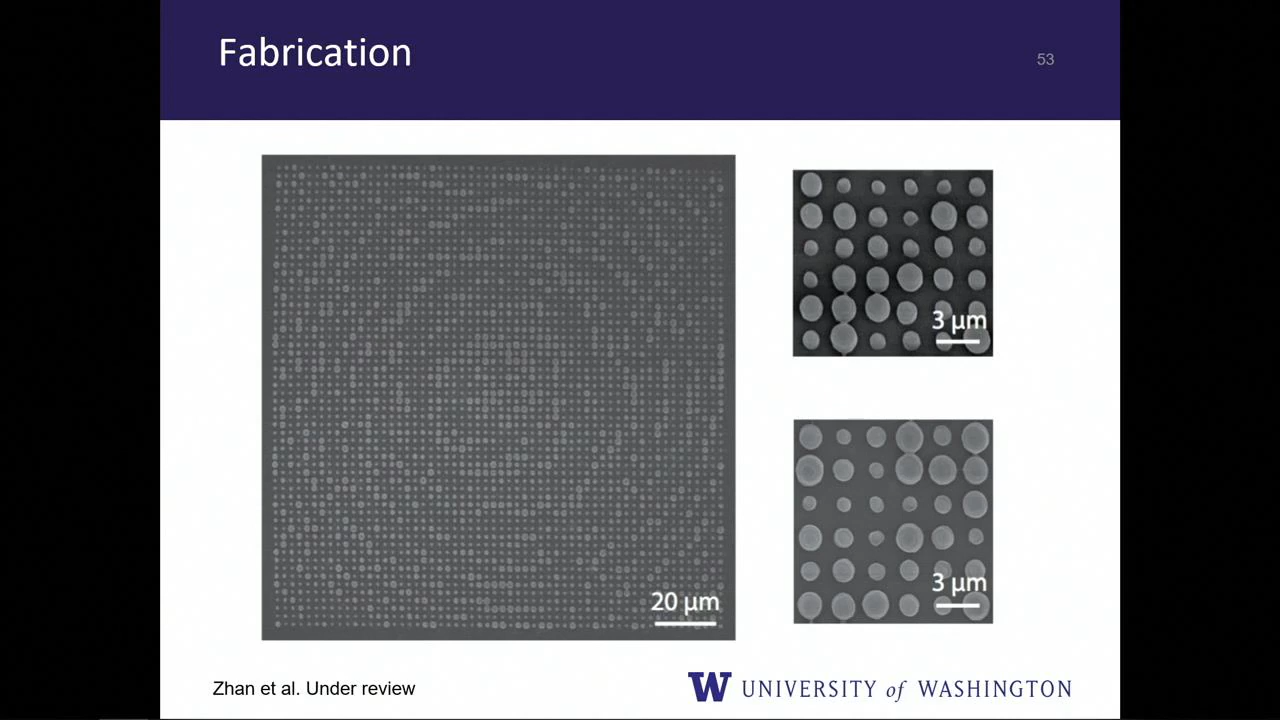 Fabrication
53
3 μm
20 μm
3 μm
Zhan et al. Under review
W UNIVERSITY of WASHINGTON